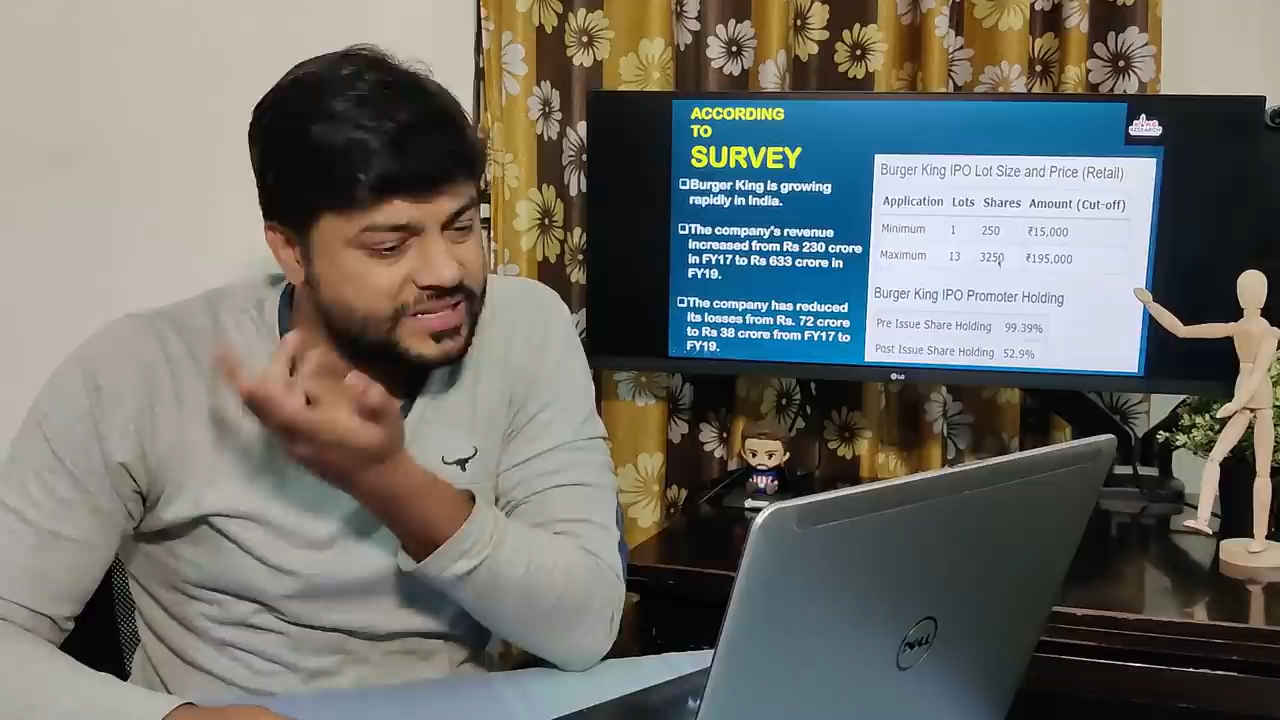 ACCORDING
TO
SURVEY
Burger King is growing
rapidly in India.
The company's revenue
increased from Rs 230 crore
in FY17 to Rs 633 crore in
FY19.
The company has reduced
its losses from Rs. 72 crore
to Rs 38 crore from FY17 to
FY19.
KING
RESEARCH
Burger King IPO Lot Size and Price (Retail)
Application Lots Shares Amount (Cut-off)
Minimum 1 250 ₹15,000
Maximum 13 3250 ₹195,000
Burger King IPO Promoter Holding
Pre Issue Share Holding 99.39%
Post Issue Share Holding 52.9%
LG
DELL